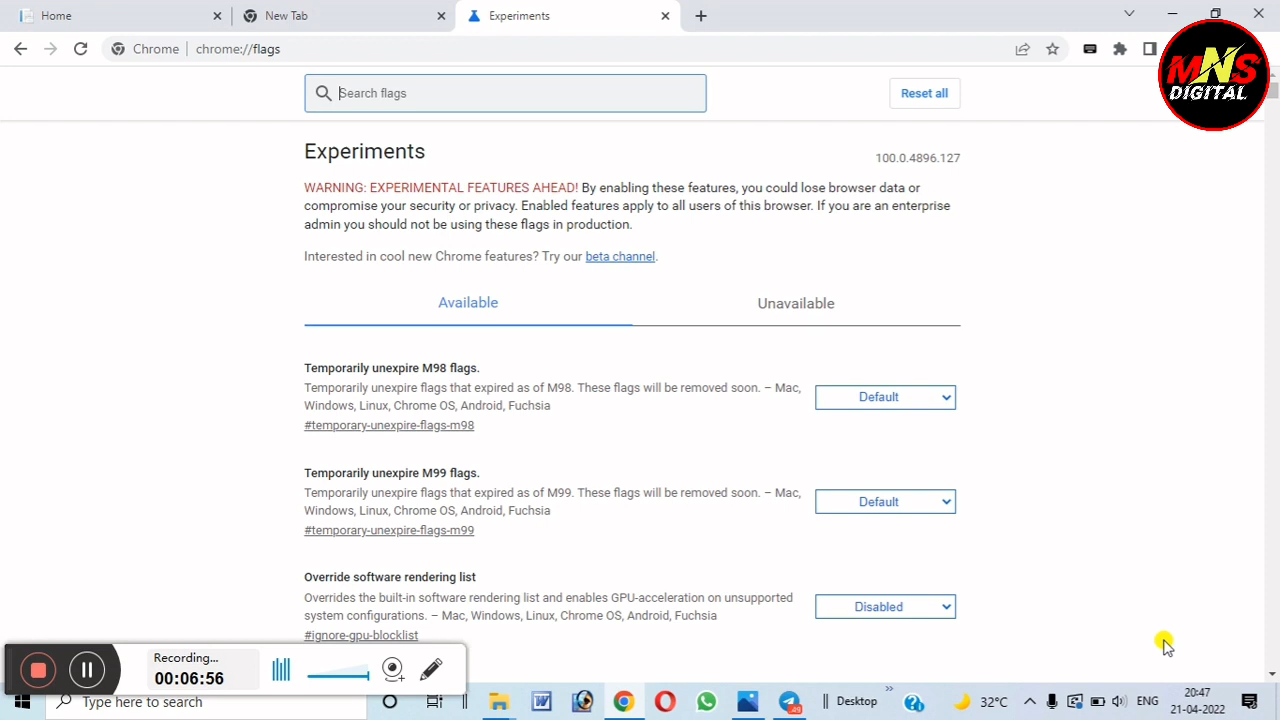 Home
New Tab
Experiments
Chrome
chrome://flags
MNS
DIGITAL
Search flags
Reset all
Experiments
100.0.4896.127
WARNING: EXPERIMENTAL FEATURES AHEAD! By enabling these features, you could lose browser data or
compromise your security or privacy. Enabled features apply to all users of this browser. If you are an enterprise
admin you should not be using these flags in production.
Interested in cool new Chrome features? Try our beta channel.
Available
Unavailable
Temporarily unexpire M98 flags.
Temporarily unexpire flags that expired as of M98. These flags will be removed soon. – Mac,
Windows, Linux, Chrome OS, Android, Fuchsia
#temporary-unexpire-flags-m98
Default
Temporarily unexpire M99 flags.
Temporarily unexpire flags that expired as of M99. These flags will be removed soon. – Mac,
Windows, Linux, Chrome OS, Android, Fuchsia
#temporary-unexpire-flags-m99
Default
Override software rendering list
Overrides the built-in software rendering list and enables GPU-acceleration on unsupported
system configurations. – Mac, Windows, Linux, Chrome OS, Android, Fuchsia
#ignore-gpu-blocklist
Disabled
Recording...
00:06:56
Type here to search
49
Desktop
32°C
ENG
20:47
21-04-2022